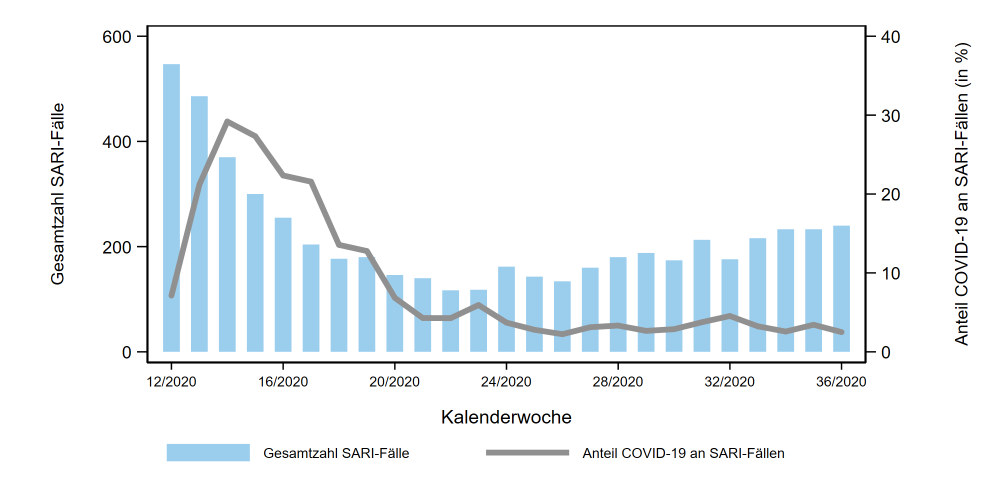 600
400
200
0
Gesamtzahl SARI-Fälle
40
30
20
10
0
Anteil COVID-19 an SARI-Fällen (in %)
12/2020 16/2020 20/2020 24/2020 28/2020 32/2020 36/2020
Kalenderwoche
Gesamtzahl SARI-Fälle Anteil COVID-19 an SARI-Fällen